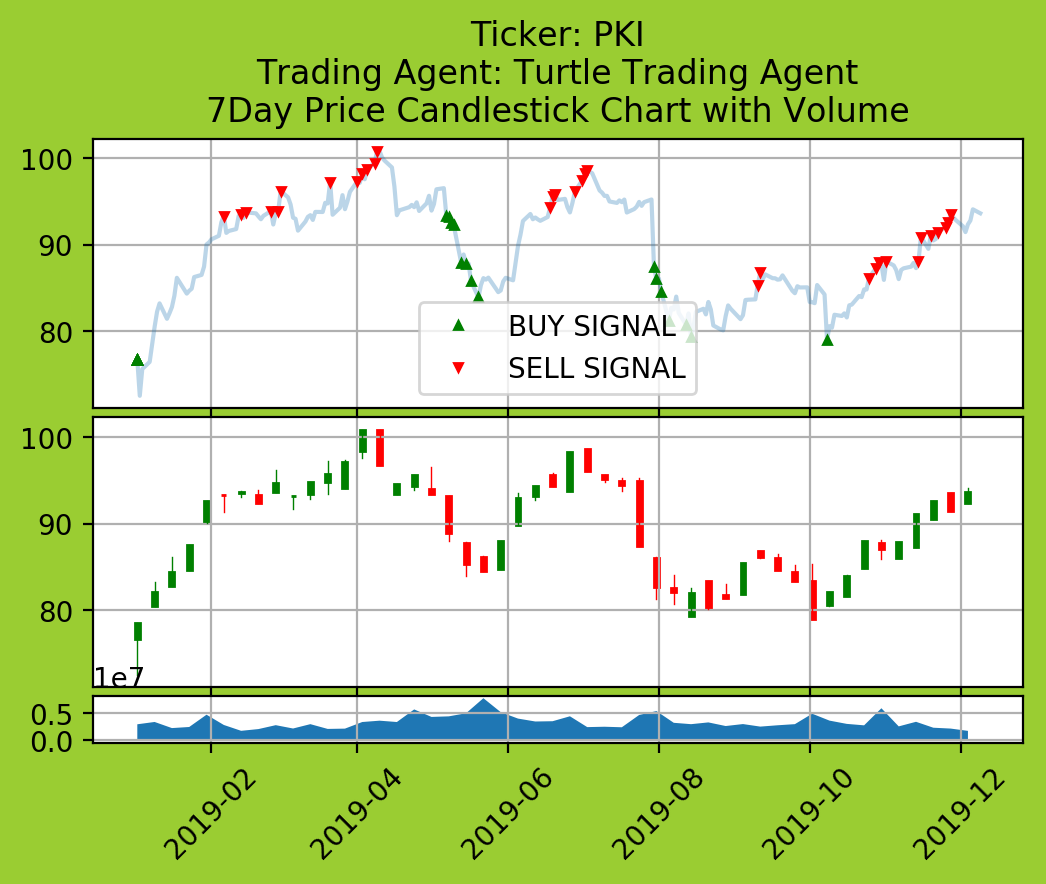 Ticker: PKI
Trading Agent: Turtle Trading Agent
7Day Price Candlestick Chart with Volume
100
90
80
BUY SIGNAL
SELL SIGNAL
100
90
80
1e7
0.5
0.0
2019-02
2019-04
2019-06
2019-08
2019-10
2019-12